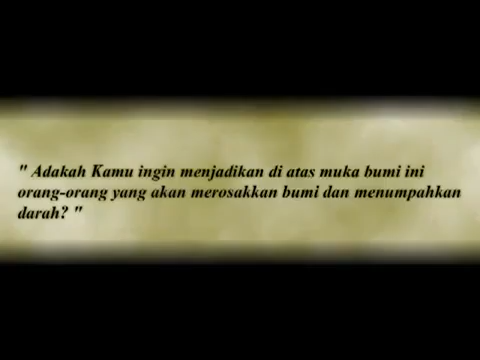 " Adakah Kamu ingin menjadikan di atas muka bumi ini
orang-orang yang akan merosakkan bumi dan menumpahkan
darah? "